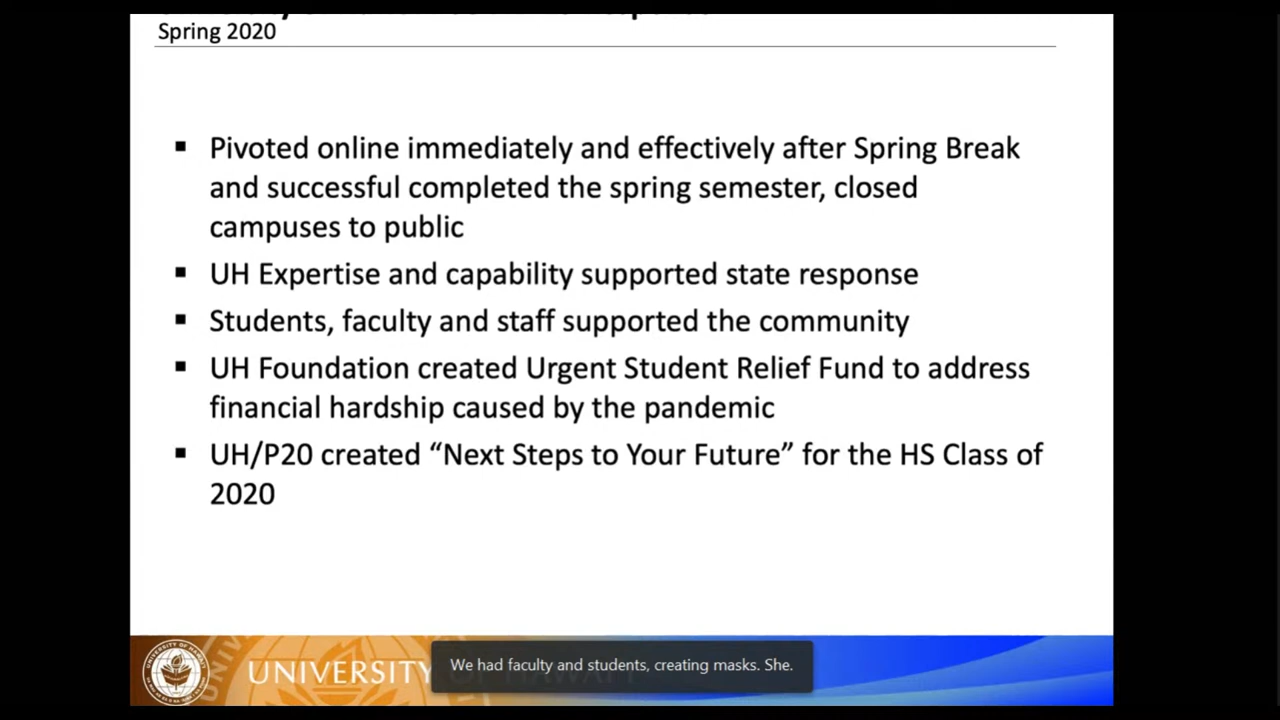 Spring 2020
▪ Pivoted online immediately and effectively after Spring Break
and successful completed the spring semester, closed
campuses to public
▪ UH Expertise and capability supported state response
▪ Students, faculty and staff supported the community
▪ UH Foundation created Urgent Student Relief Fund to address
financial hardship caused by the pandemic
▪ UH/P20 created “Next Steps to Your Future” for the HS Class of
2020
UNIVERSITY
We had faculty and students, creating masks. She.